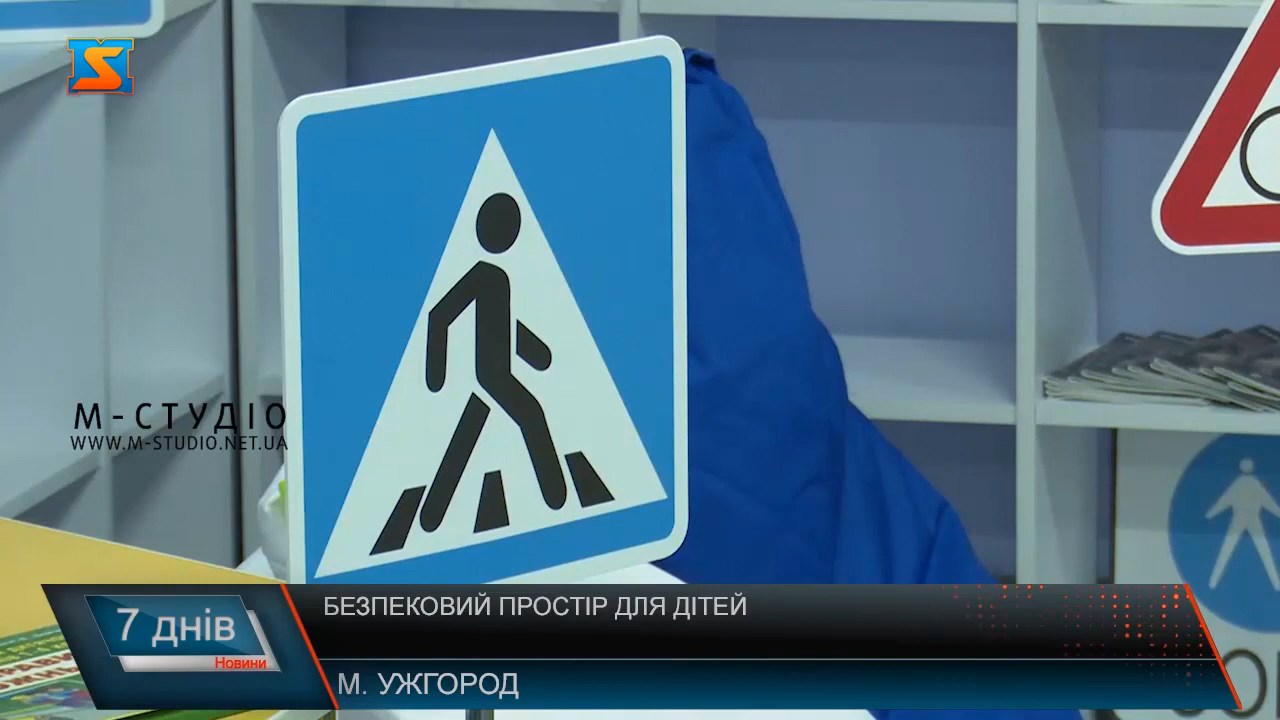 М-СТУДІО
WWW.M-STUDIO.NET.UA
7 днів
Новини
БЕЗПЕКОВИЙ ПРОСТІР ДЛЯ ДІТЕЙ
М. УЖГОРОД